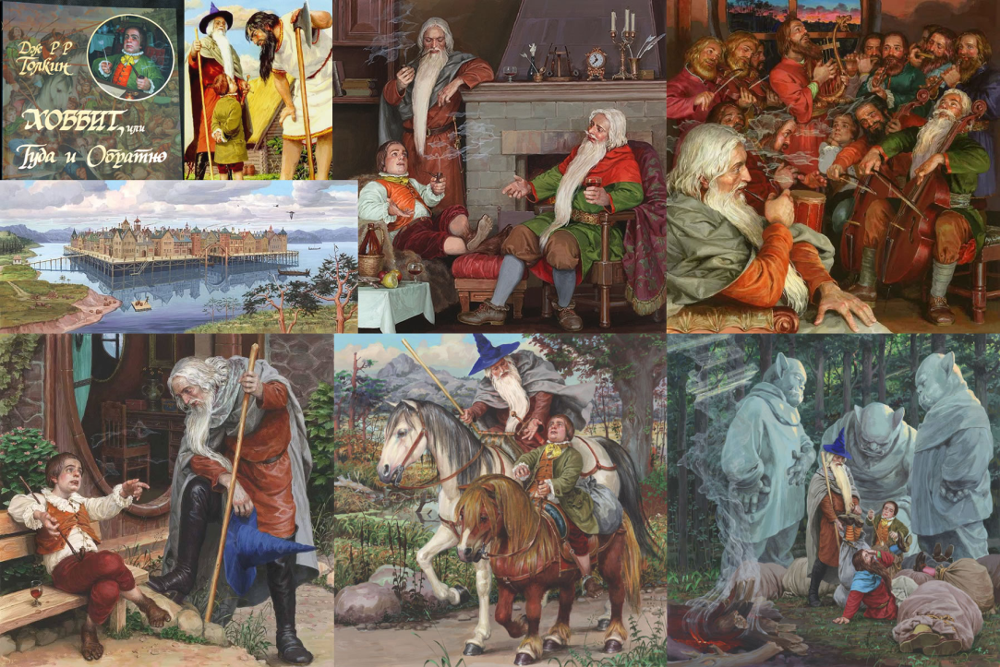 Дж Р Р
Толкин
ХОББИТ, или
Туда и Обратно